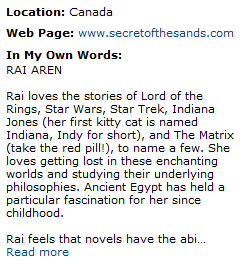 Location: Canada
Web Page: www.secretofthesands.com
In My Own Words:
RAI AREN
Rai loves the stories of Lord of the
Rings, Star Wars, Star Trek, Indiana
Jones (her first kitty cat is named
Indiana, Indy for short), and The Matrix
(take the red pill!), to name a few. She
loves getting lost in these enchanting
worlds and studying their underlying
philosophies. Ancient Egypt has held a
particular fascination for her since
childhood.
Rai feels that novels have the abi...
Read more